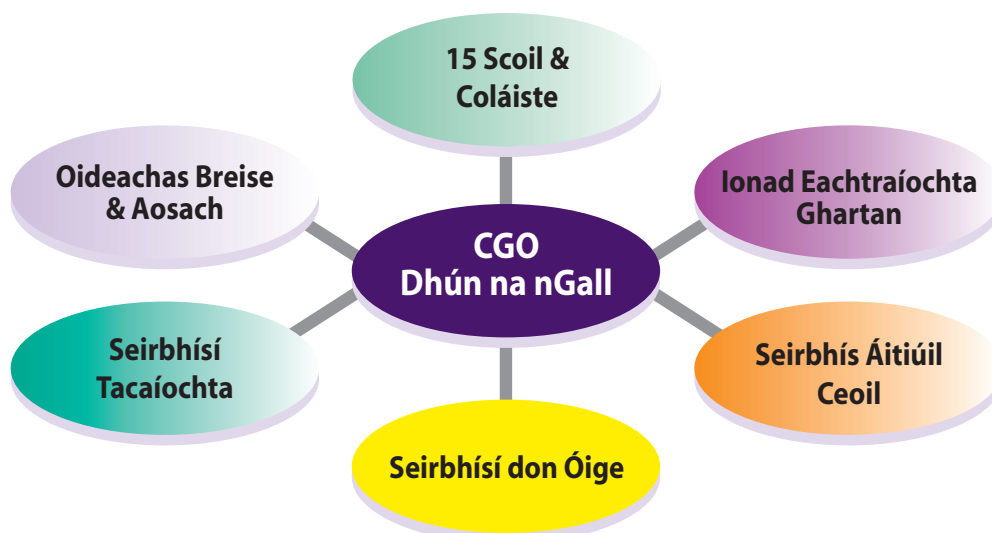 15 Scoil &
Coláiste
Oideachas Breise
& Aosach
Ionad Eachtraíochta
Ghartan
CGO
Dhún na nGall
Seirbhísí
Tacaíochta
Seirbhís Áitiúil
Ceoil
Seirbhísí don Óige